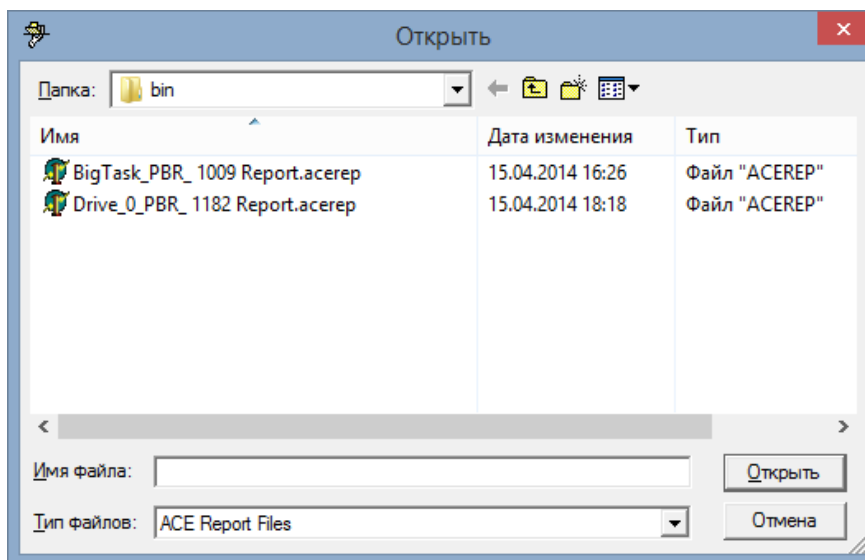 Открыть
Папка: bin
Имя Дата изменения Тип
BigTask_PBR_ 1009 Report.acerep 15.04.2014 16:26 Файл "ACEREP"
Drive_0_PBR_ 1182 Report.acerep 15.04.2014 18:18 Файл "ACEREP"
Имя файла: Открыть
Тип файлов: ACE Report Files Отмена